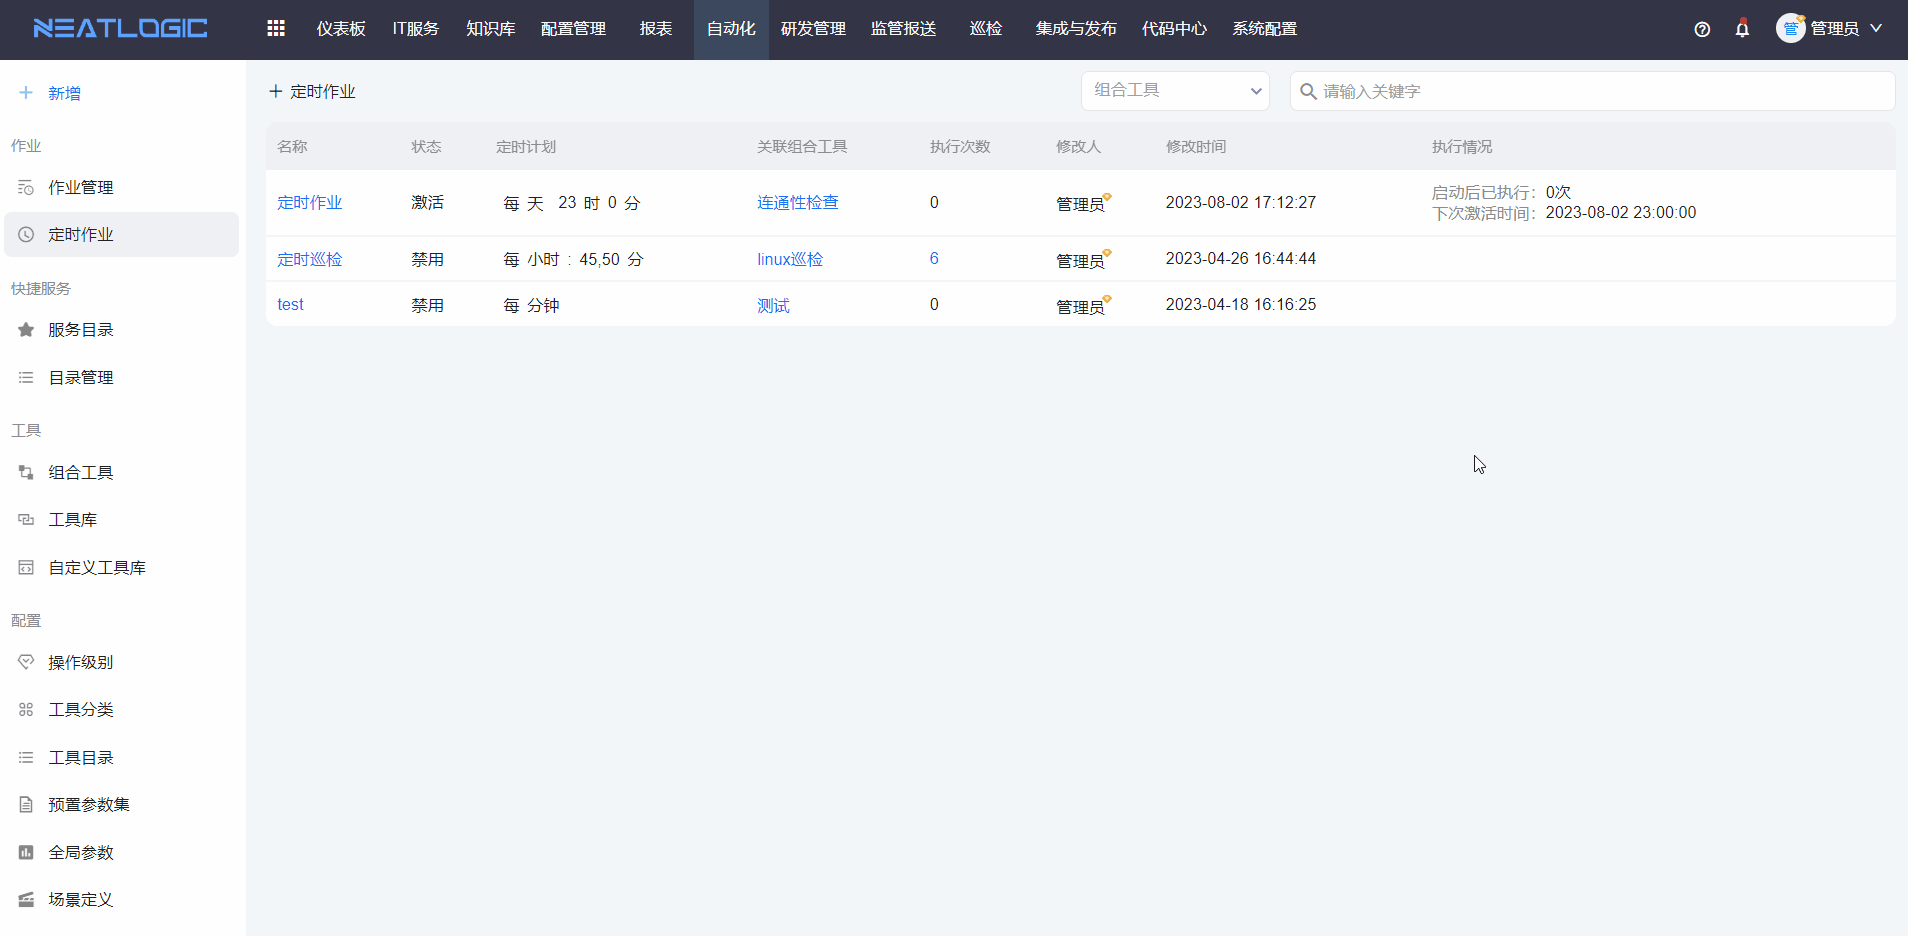 NEATLOGIC 仪表板 IT服务 知识库 配置管理 报表 自动化 研发管理 监管报送 巡检 集成与发布 代码中心 系统配置 管 管理员
新增
作业
作业管理
定时作业
快捷服务
服务目录
目录管理
工具
组合工具
工具库
自定义工具库
配置
操作级别
工具分类
工具目录
预置参数集
全局参数
场景定义
定时作业 组合工具 请输入关键字
名称 状态 定时计划 关联组合工具 执行次数 修改人 修改时间 执行情况
定时作业 激活 每 天 23 时 0 分 连通性检查 0 管理员 2023-08-02 17:12:27 启动后已执行：0次
下次激活时间：2023-08-02 23:00:00
定时巡检 禁用 每 小时 : 45,50 分 linux巡检 6 管理员 2023-04-26 16:44:44
test 禁用 每 分钟 测试 0 管理员 2023-04-18 16:16:25